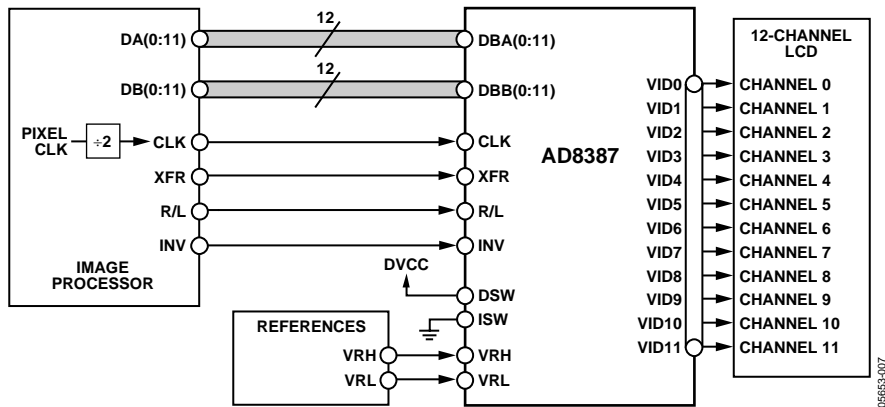 DA(0:11)
12
DBA(0:11)
DB(0:11)
12
DBB(0:11)
PIXEL
CLK
÷2
CLK
CLK
XFR
XFR
R/L
R/L
INV
INV
IMAGE
PROCESSOR
DVCC
DSW
ISW
REFERENCES
VRH
VRH
VRL
VRL
AD8387
VID0
VID1
VID2
VID3
VID4
VID5
VID6
VID7
VID8
VID9
VID10
VID11
12-CHANNEL
LCD
CHANNEL 0
CHANNEL 1
CHANNEL 2
CHANNEL 3
CHANNEL 4
CHANNEL 5
CHANNEL 6
CHANNEL 7
CHANNEL 8
CHANNEL 9
CHANNEL 10
CHANNEL 11
05653-007